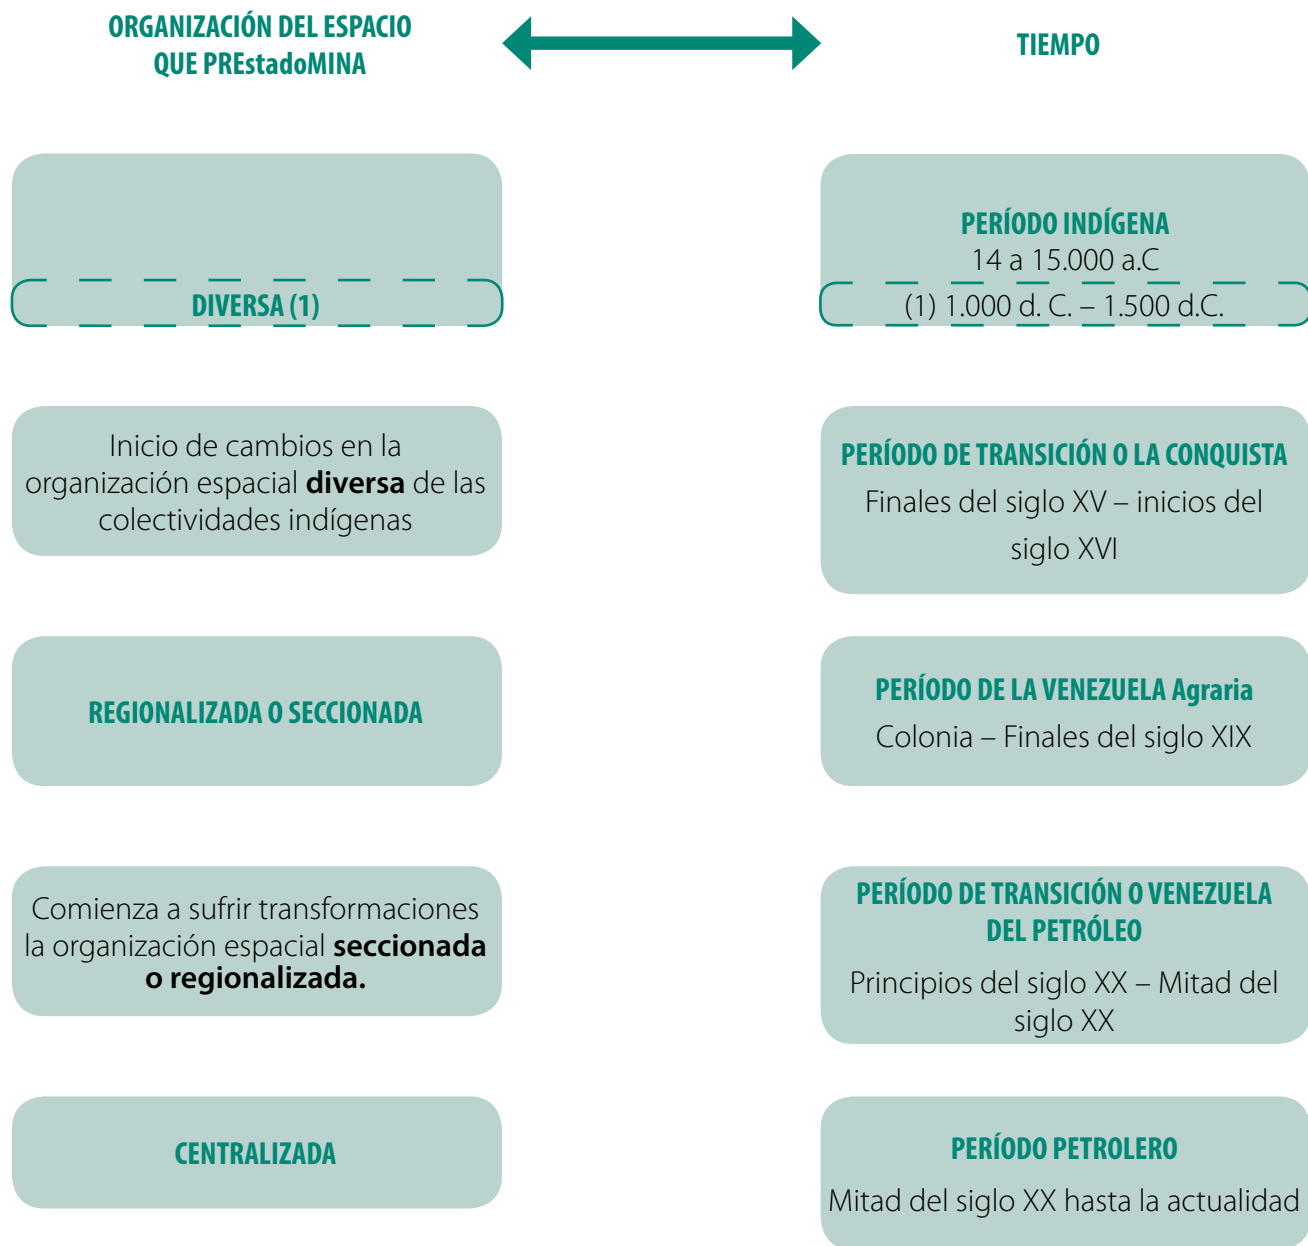 ORGANIZACIÓN DEL ESPACIO
QUE PREstadoMINA
TIEMPO
DIVERSA (1)
PERÍODO INDÍGENA
14 a 15.000 a.C
(1) 1.000 d. C. – 1.500 d.C.
Inicio de cambios en la
organización espacial diversa de las
colectividades indígenas
PERÍODO DE TRANSICIÓN O LA CONQUISTA
Finales del siglo XV – inicios del
siglo XVI
REGIONALIZADA O SECCIONADA
PERÍODO DE LA VENEZUELA Agraria
Colonia – Finales del siglo XIX
Comienza a sufrir transformaciones
la organización espacial seccionada
o regionalizada.
PERÍODO DE TRANSICIÓN O VENEZUELA
DEL PETRÓLEO
Principios del siglo XX – Mitad del
siglo XX
CENTRALIZADA
PERÍODO PETROLERO
Mitad del siglo XX hasta la actualidad